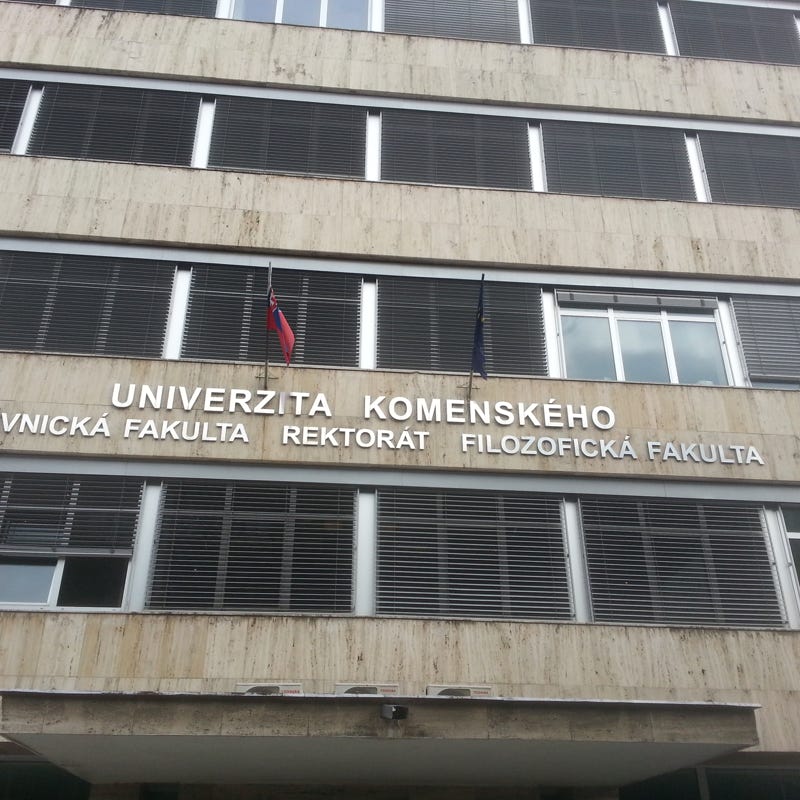 UNIVERZITA KOMENSKÉHO
VNICKÁ FAKULTA REKTORÁT FILOZOFICKÁ FAKULTA